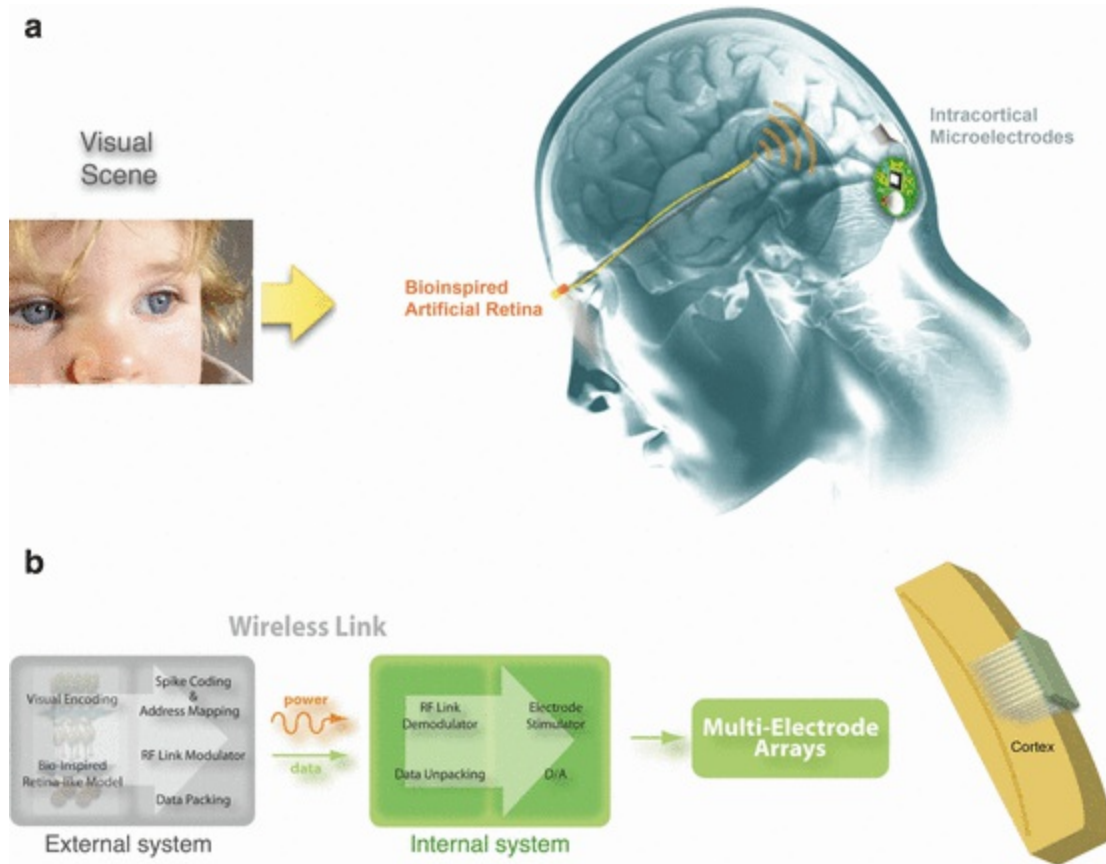 a
Visual
Scene
Intracortical
Microelectrodes
Bioinspired
Artificial Retina
b
Wireless Link
Visual Encoding
Bio-Inspired
Retina-like Model
Spike Coding
&
Address Mapping
RF Link Modulator
Data Packing
power
data
RF Link
Demodulator
Data Unpacking
Electrode
Stimulator
D/A
Multi-Electrode
Arrays
Cortex
External system
Internal system